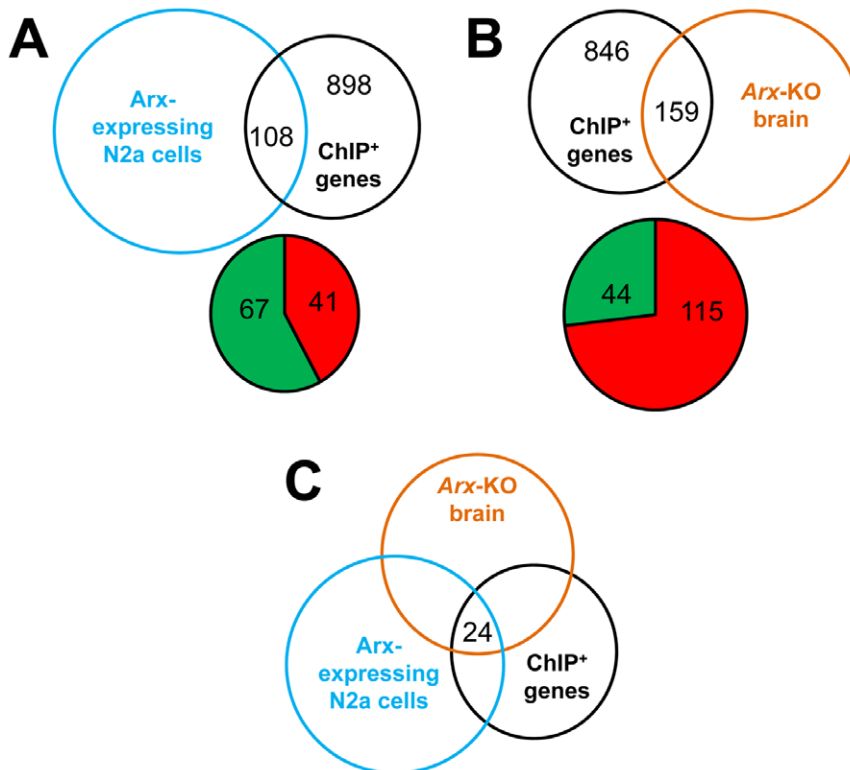 A
Arx-
expressing
N2a cells
108
898
ChIP+
genes
67
41
B
846
ChIP+
genes
159
Arx-KO
brain
44
115
C
Arx-KO
brain
24
Arx-
expressing
N2a cells
ChIP+
genes